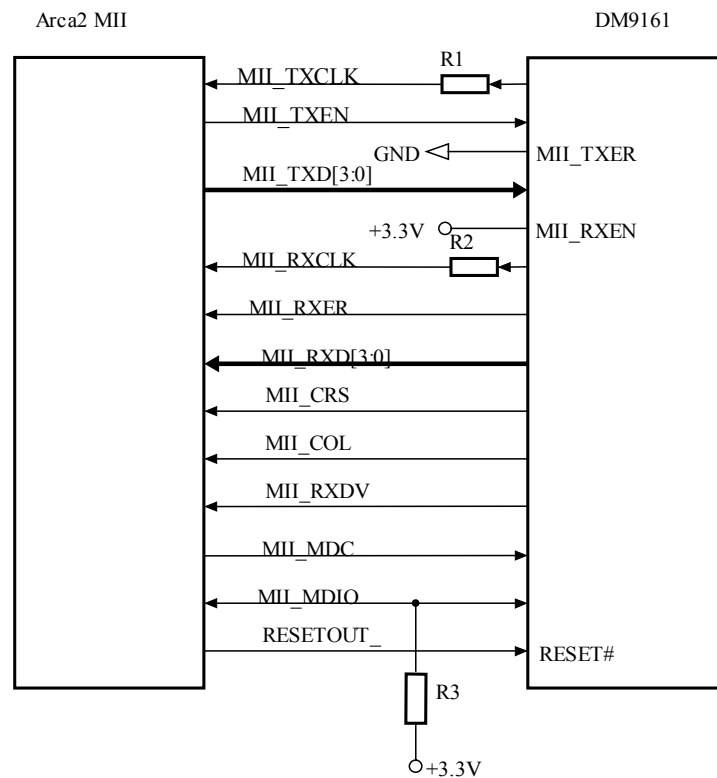 Arca2 MII
DM9161
R1
MII_TXCLK
MII_TXEN
GND
MII_TXER
MII_TXD[3:0]
+3.3V
MII_RXEN
R2
MII_RXCLK
MII_RXER
MII_RXD[3:0]
MII_CRS
MII_COL
MII_RXDV
MII_MDC
MII_MDIO
RESETOUT_
RESET#
R3
+3.3V